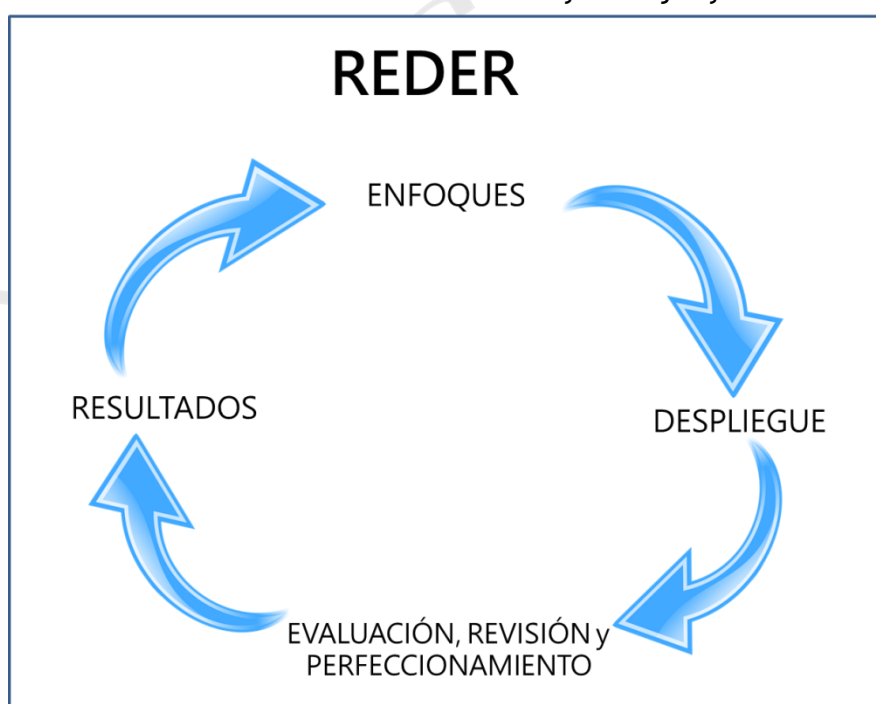 REDER
ENFOQUES
RESULTADOS
DESPLIEGUE
EVALUACIÓN, REVISIÓN y
PERFECCIONAMIENTO